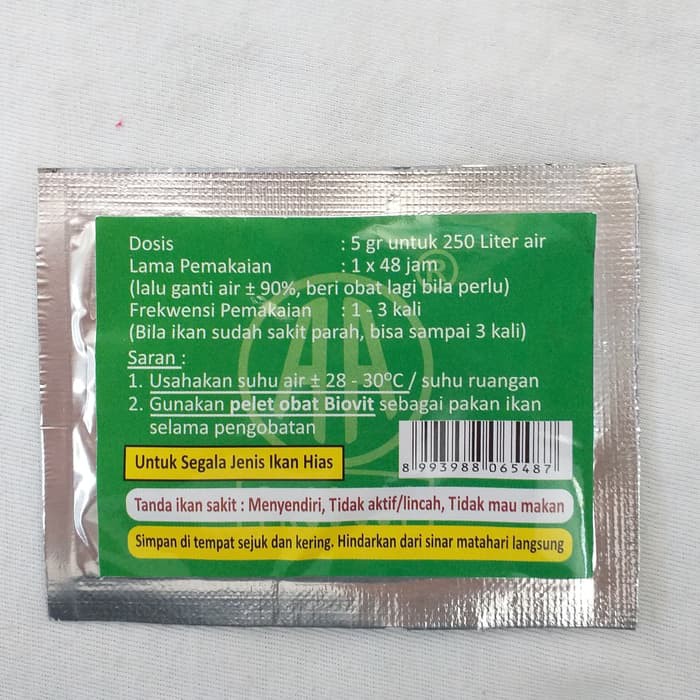 Dosis : 5 gr untuk 250 Liter air
Lama Pemakaian : 1 x 48 jam
(lalu ganti air ± 90%, beri obat lagi bila perlu)
Frekwensi Pemakaian : 1 - 3 kali
(Bila ikan sudah sakit parah, bisa sampai 3 kali)
Saran :
1. Usahakan suhu air ± 28 - 30°C / suhu ruangan
2. Gunakan pelet obat Biovit sebagai pakan ikan
selama pengobatan
8 993988 065487
Untuk Segala Jenis Ikan Hias
Tanda ikan sakit : Menyendiri, Tidak aktif/lincah, Tidak mau makan
Simpan di tempat sejuk dan kering. Hindarkan dari sinar matahari langsung